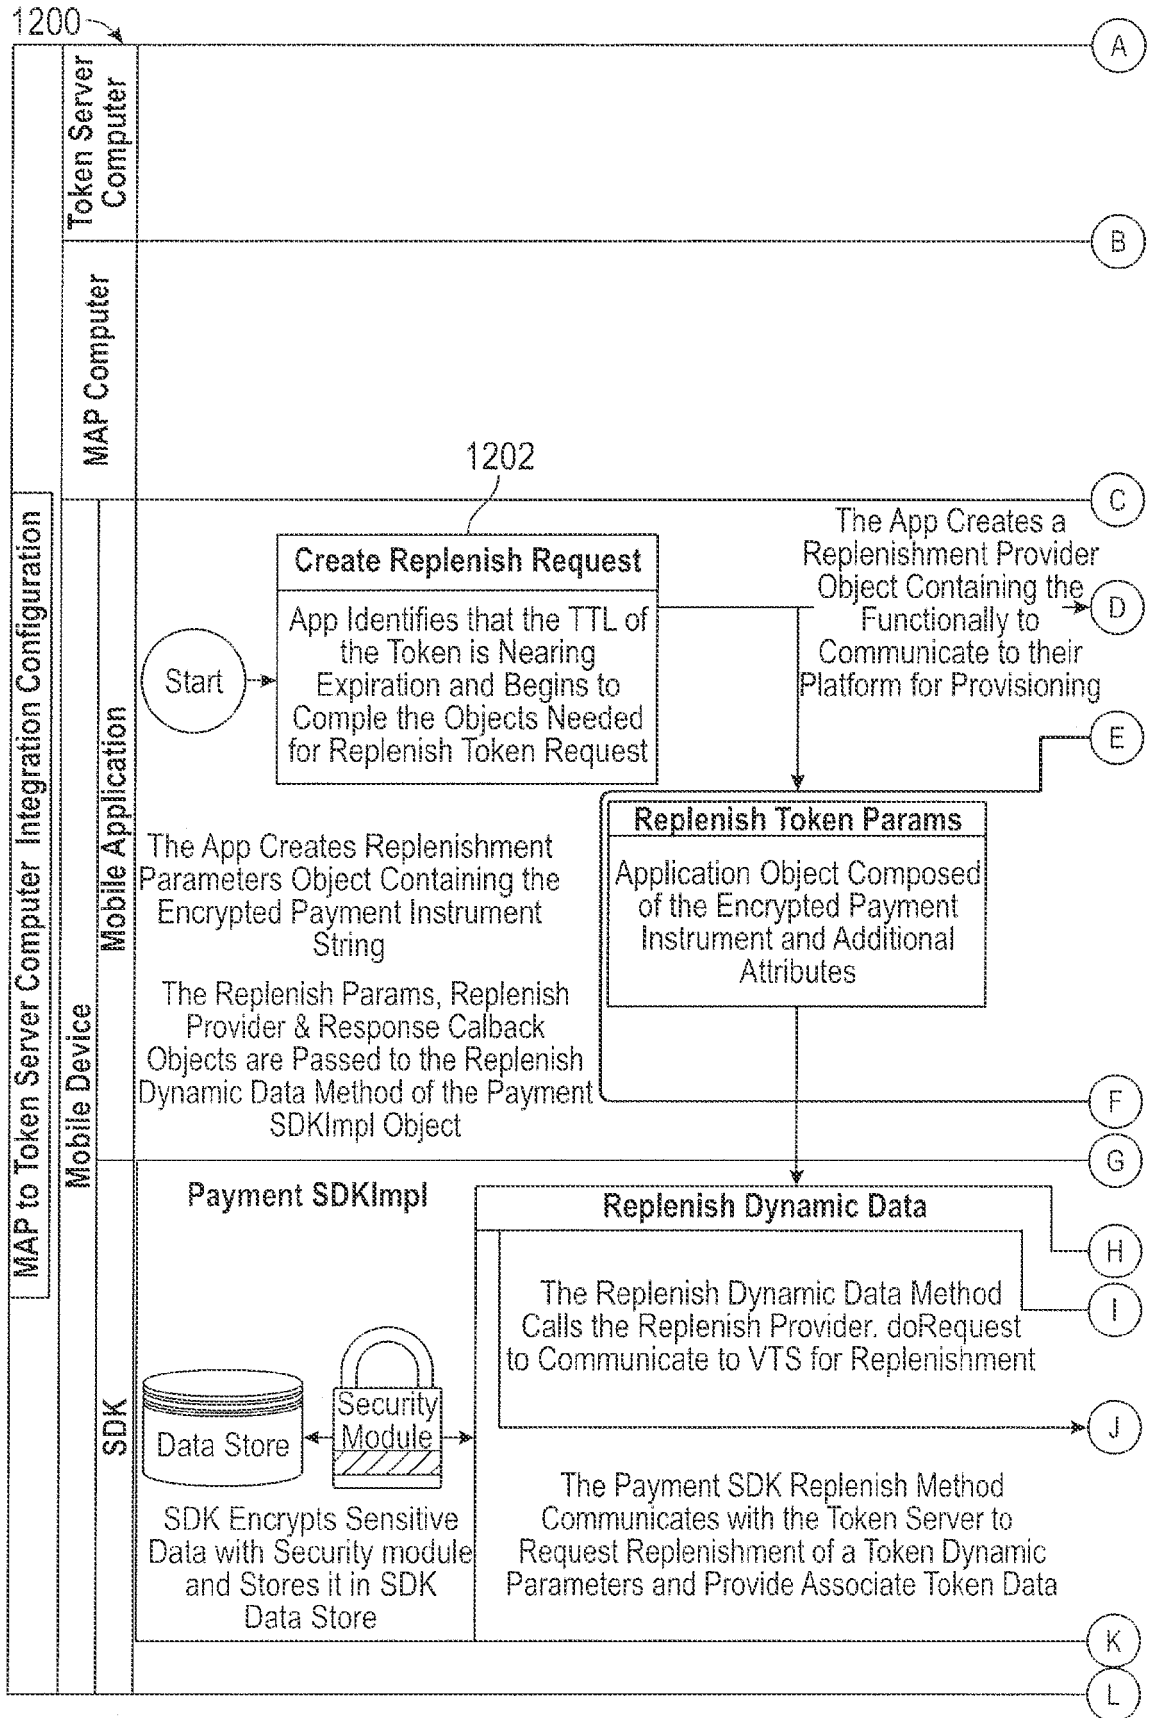 1200
A
Token Server
Computer
B
MAP Computer
1202
C
MAP to Token Server Computer Integration Configuration
Mobile Device
Mobile Application
Start
Create Replenish Request
App Identifies that the TTL of
the Token is Nearing
Expiration and Begins to
Comple the Objects Needed
for Replenish Token Request
The App Creates a
Replenishment Provider
Object Containing the
Functionally to
Communicate to their
Platform for Provisioning
D
E
Replenish Token Params
Application Object Composed
of the Encrypted Payment
Instrument and Additional
Attributes
The App Creates Replenishment
Parameters Object Containing the
Encrypted Payment Instrument
String
The Replenish Params, Replenish
Provider & Response Calback
Objects are Passed to the Replenish
Dynamic Data Method of the Payment
SDKImpl Object
F
G
SDK
Payment SDKImpl
Replenish Dynamic Data
H
I
The Replenish Dynamic Data Method
Calls the Replenish Provider. doRequest
to Communicate to VTS for Replenishment
J
Data Store
Security
Module
SDK Encrypts Sensitive
Data with Security module
and Stores it in SDK
Data Store
The Payment SDK Replenish Method
Communicates with the Token Server to
Request Replenishment of a Token Dynamic
Parameters and Provide Associate Token Data
K
L